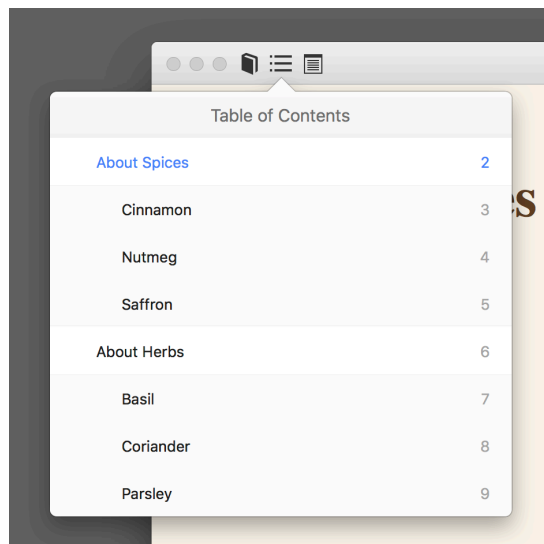 Table of Contents
About Spices 2
Cinnamon 3
Nutmeg 4
Saffron 5
About Herbs 6
Basil 7
Coriander 8
Parsley 9